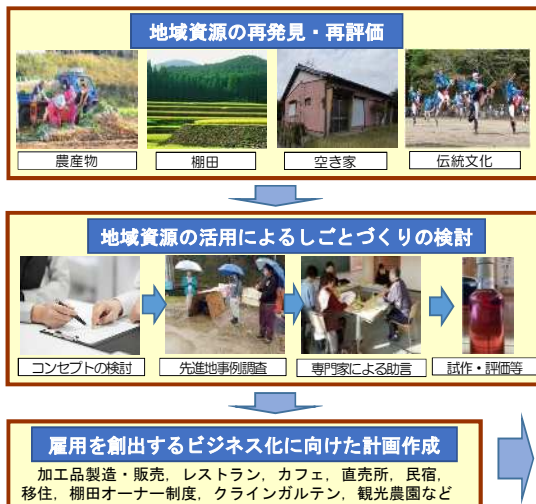 地域資源の再発見・再評価
農産物
棚田
空き家
伝統文化
地域資源の活用によるしごとづくりの検討
コンセプトの検討
先進地事例調査
専門家による助言
試作・評価等
雇用を創出するビジネス化に向けた計画作成
加工品製造・販売，レストラン，カフェ，直売所，民宿，
移住，棚田オーナー制度，クラインガルテン，観光農園など